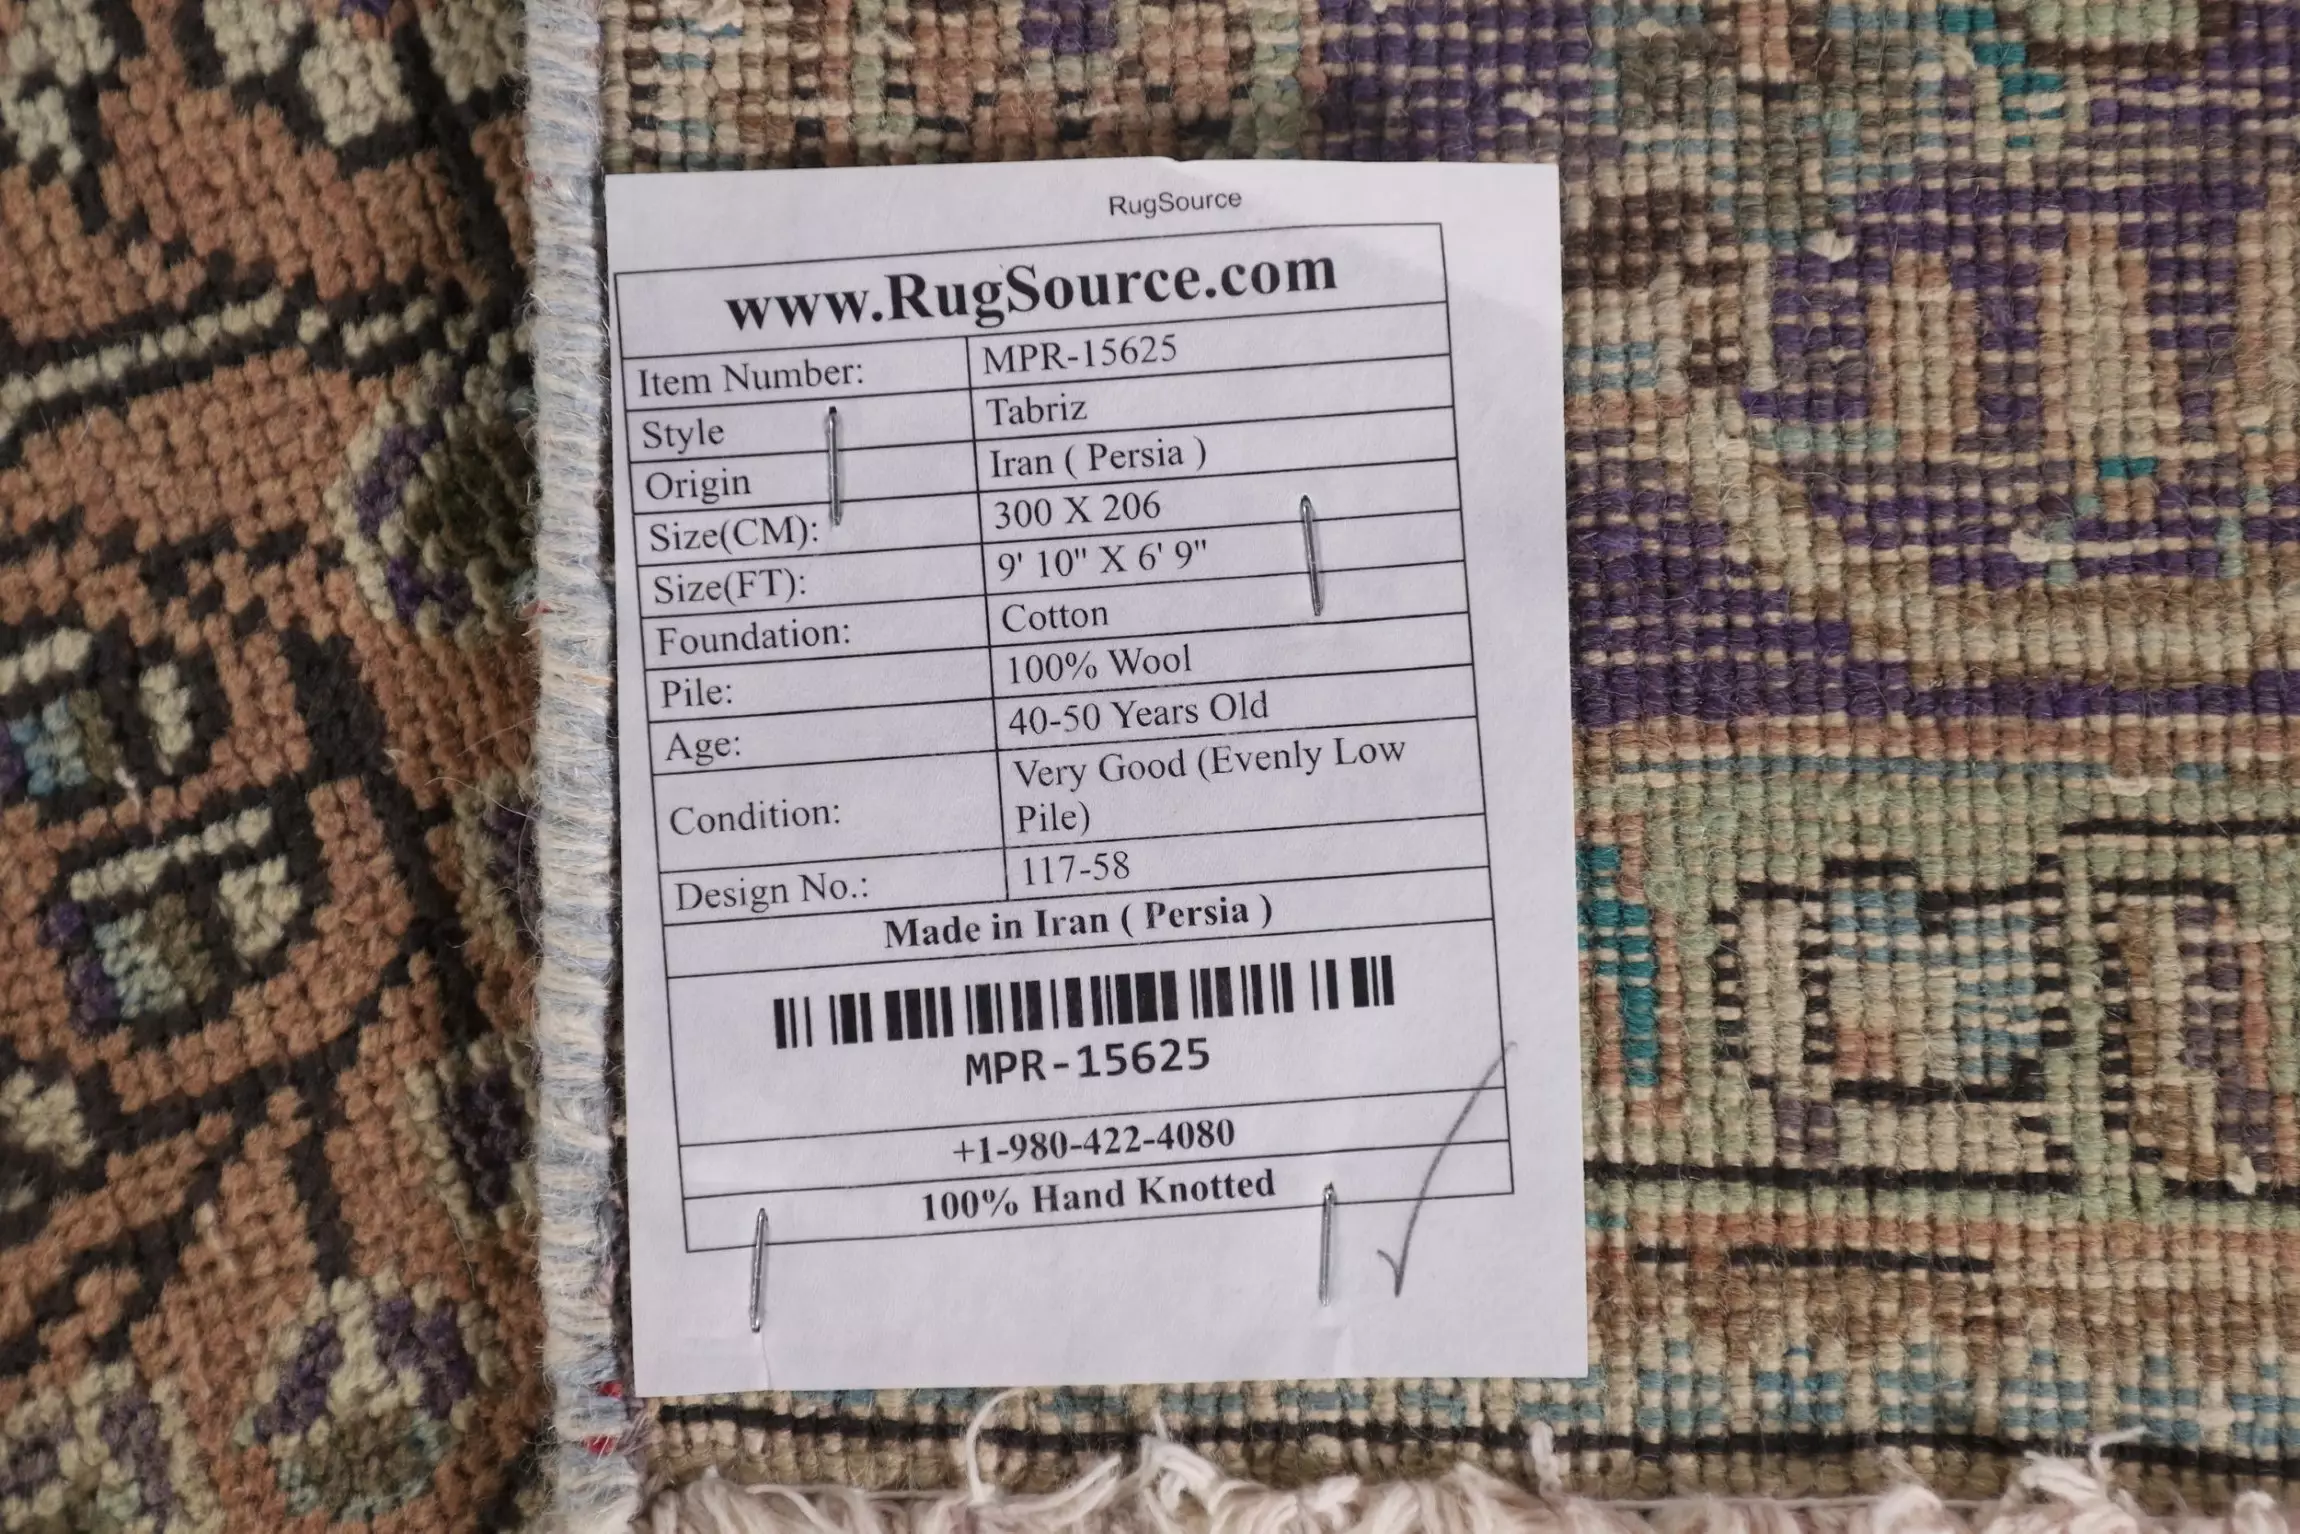 RugSource
www.RugSource.com
Item Number: MPR-15625
Style Tabriz
Origin Iran ( Persia )
Size(CM): 300 X 206
Size(FT): 9' 10" X 6' 9"
Foundation: Cotton
Pile: 100% Wool
Age: 40-50 Years Old
Condition: Very Good (Evenly Low
Pile)
Design No.: 117-58
Made in Iran ( Persia )
MPR-15625
+1-980-422-4080
100% Hand Knotted